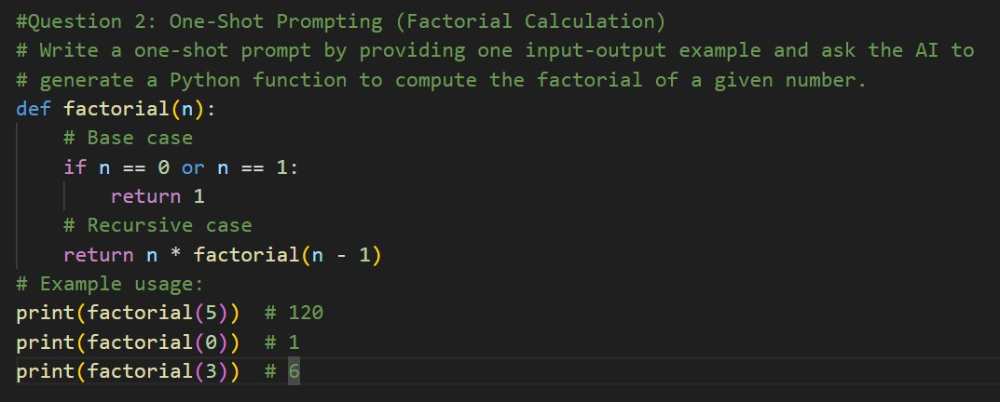 #Question 2: One-Shot Prompting (Factorial Calculation)
# Write a one-shot prompt by providing one input-output example and ask the AI to
# generate a Python function to compute the factorial of a given number.
def factorial(n):
    # Base case
    if n == 0 or n == 1:
        return 1
    # Recursive case
    return n * factorial(n - 1)
# Example usage:
print(factorial(5))  # 120
print(factorial(0))  # 1
print(factorial(3))  # 6